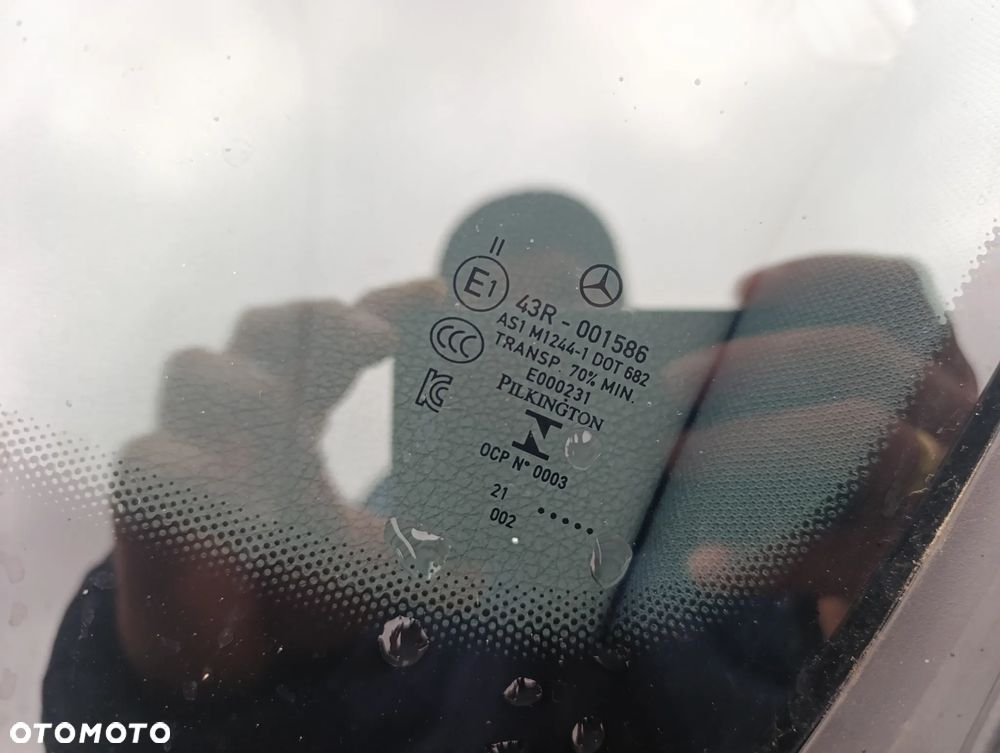 II
E1
43R - 001586
AS1 M1244-1 DOT 682
TRANSP. 70% MIN.
E000231
PILKINGTON
OCP N° 0003
21
002 •••••
OTOMOTO